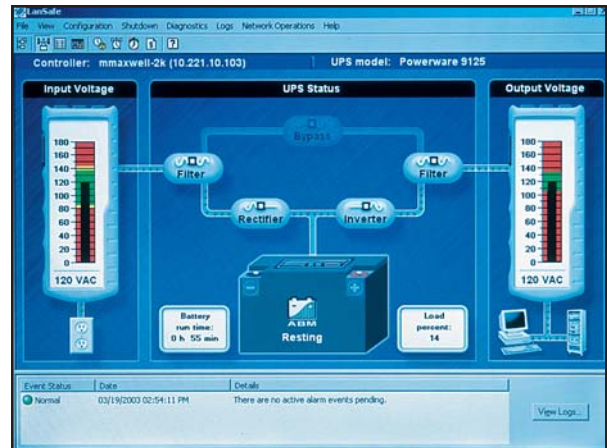 LanSafe
File View Configuration Shutdown Diagnostics Logs Network Operations Help
Controller: mmaxwell-2k (10.221.10.103) UPS model: Powerware 9125
Input Voltage
180
160
140
120
100
80
60
40
20
0
120 VAC
UPS Status
Bypass
Filter
Filter
Rectifier
Inverter
Battery
run time:
0 h 55 min
ABM
Resting
Load
percent:
14
Output Voltage
180
160
140
120
100
80
60
40
20
0
120 VAC
Event Status Date Details
Normal 03/19/2003 02:54:11 PM There are no active alarm events pending.
View Logs...